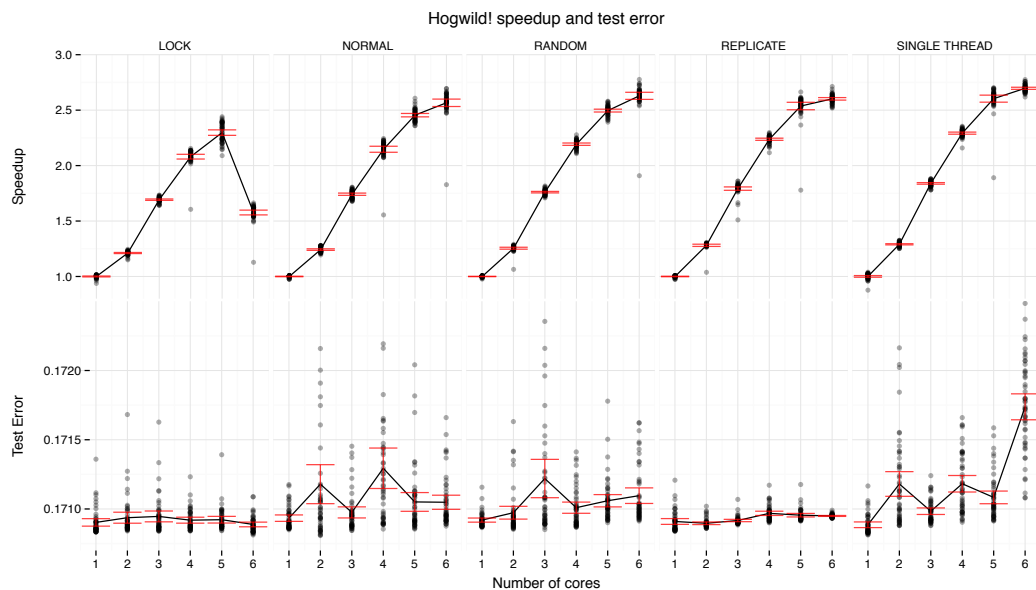 Hogwild! speedup and test error
LOCK NORMAL RANDOM REPLICATE SINGLE THREAD
3.0
2.5
2.0
1.5
1.0
Speedup
0.1720
0.1715
0.1710
Test Error
1 2 3 4 5 6 1 2 3 4 5 6 1 2 3 4 5 6 1 2 3 4 5 6 1 2 3 4 5 6
Number of cores